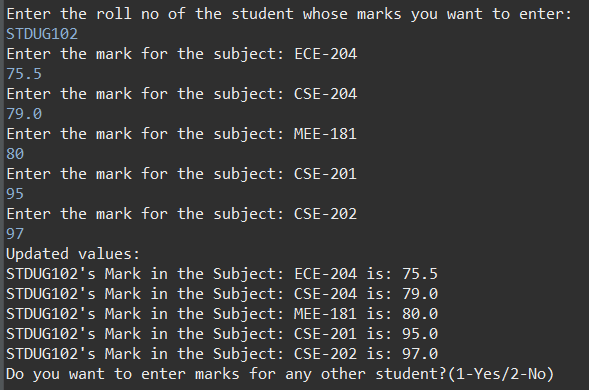 Enter the roll no of the student whose marks you want to enter:
STDUG102
Enter the mark for the subject: ECE-204
75.5
Enter the mark for the subject: CSE-204
79.0
Enter the mark for the subject: MEE-181
80
Enter the mark for the subject: CSE-201
95
Enter the mark for the subject: CSE-202
97
Updated values:
STDUG102's Mark in the Subject: ECE-204 is: 75.5
STDUG102's Mark in the Subject: CSE-204 is: 79.0
STDUG102's Mark in the Subject: MEE-181 is: 80.0
STDUG102's Mark in the Subject: CSE-201 is: 95.0
STDUG102's Mark in the Subject: CSE-202 is: 97.0
Do you want to enter marks for any other student?(1-Yes/2-No)